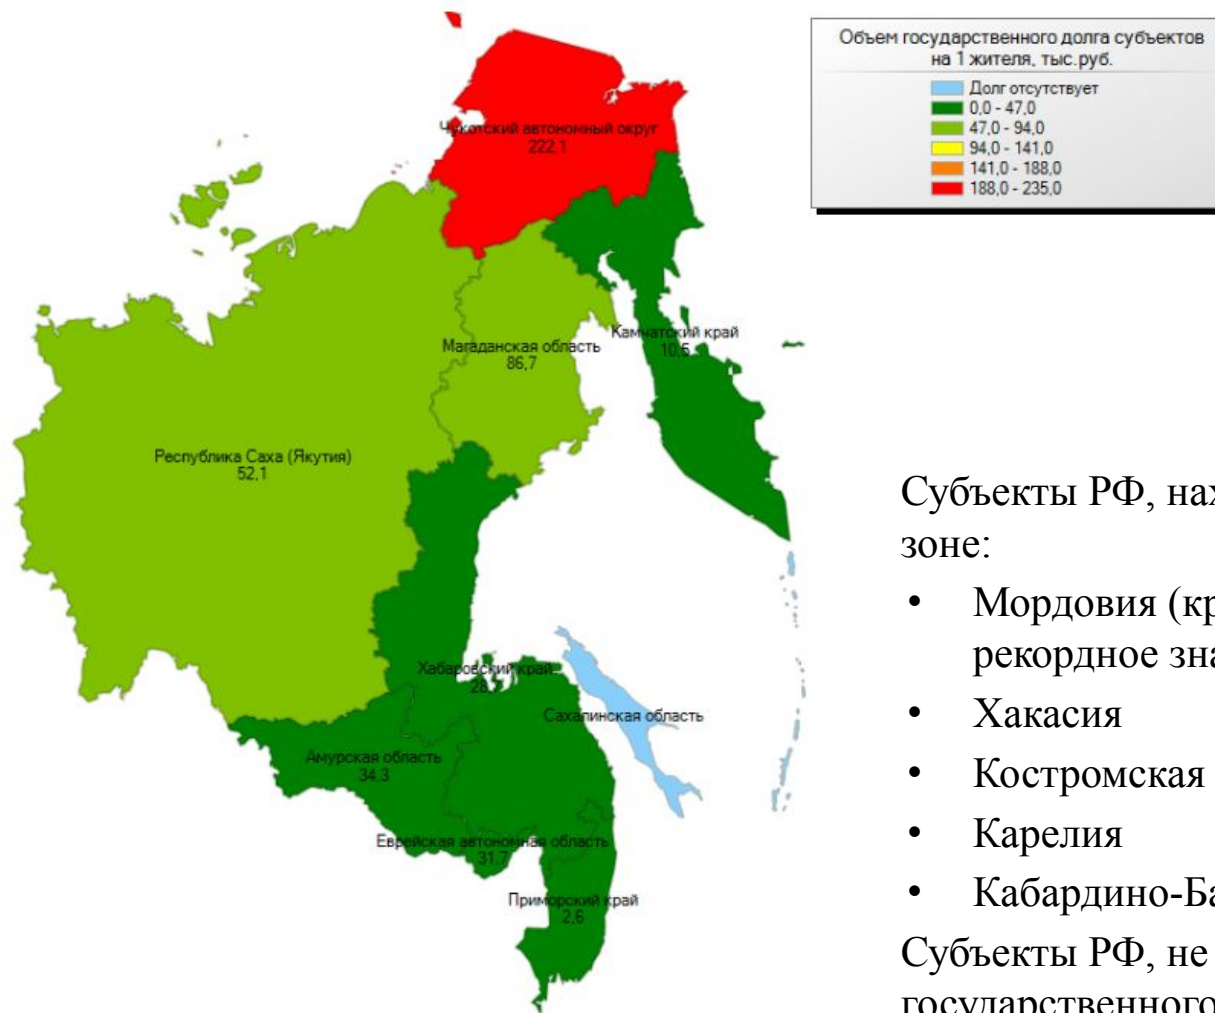 Объем государственного долга субъектов
на 1 жителя, тыс.руб.
Долг отсутствует
0,0 - 47,0
47,0 - 94,0
94,0 - 141,0
141,0 - 188,0
188,0 - 235,0
Чукотский автономный округ
222,1
Камчатский край
10,5
Магаданская область
86,7
Республика Саха (Якутия)
52,1
Хабаровский край
28,7
Сахалинская область
Амурская область
34,3
Еврейская автономная область
31,7
Приморский край
2,6
Субъекты РФ, нах
зоне:
• Мордовия (кр
рекордное зна
• Хакасия
• Костромская
• Карелия
• Кабардино-Ба
Субъекты РФ, не
государственного